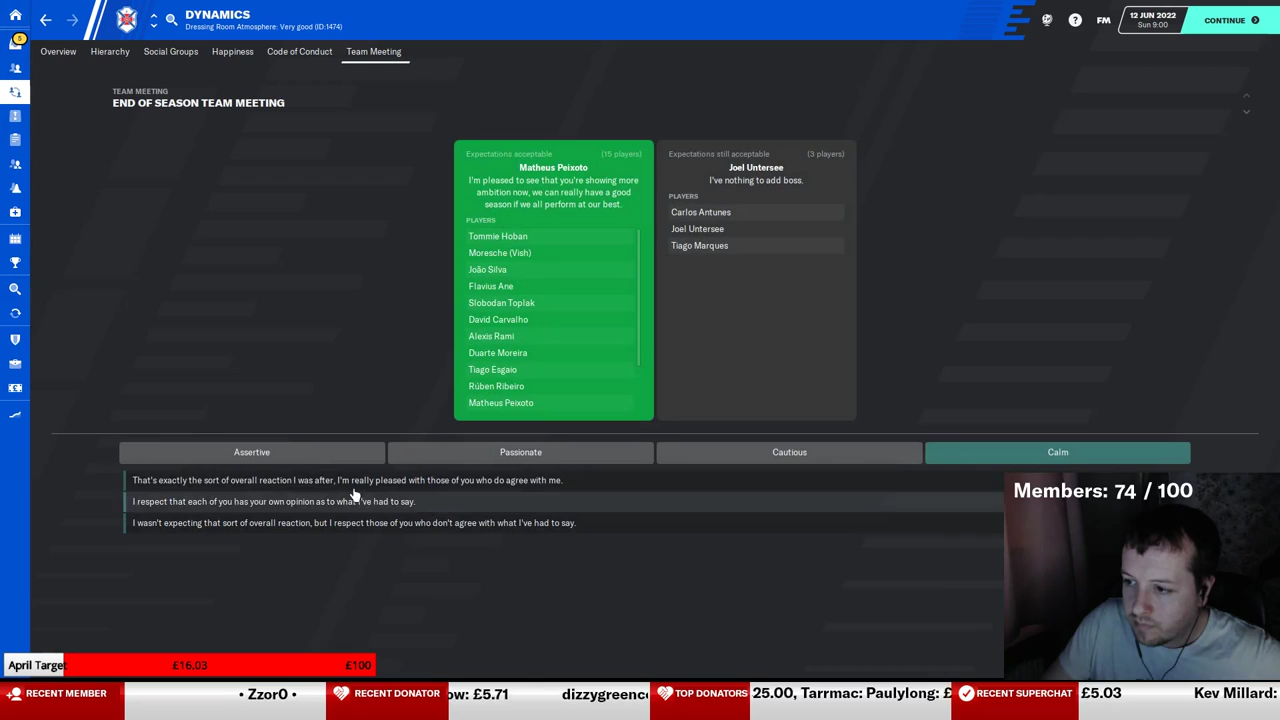 DYNAMICS
Dressing Room Atmosphere: Very good (ID:1474)
FM
12 JUN 2022
Sun 9:00
CONTINUE
5
Overview
Hierarchy
Social Groups
Happiness
Code of Conduct
Team Meeting
TEAM MEETING
END OF SEASON TEAM MEETING
Expectations acceptable
(15 players)
Matheus Peixoto
I'm pleased to see that you're showing more
ambition now, we can really have a good
season if we all perform at our best.
PLAYERS
Tommie Hoban
Moresche (Vish)
João Silva
Flavius Ane
Slobodan Toplak
David Carvalho
Alexis Rami
Duarte Moreira
Tiago Esgaio
Rúben Ribeiro
Matheus Peixoto
Expectations still acceptable
(3 players)
Joel Untersee
I've nothing to add boss.
PLAYERS
Carlos Antunes
Joel Untersee
Tiago Marques
Assertive
Passionate
Cautious
Calm
That's exactly the sort of overall reaction I was after, I'm really pleased with those of you who do agree with me.
I respect that each of you has your own opinion as to what I've had to say.
I wasn't expecting that sort of overall reaction, but I respect those of you who don't agree with what I've had to say.
Members: 74 / 100
April Target
£16.03
£100
RECENT MEMBER
• Zzor0 •
RECENT DONATOR
ow: £5.71
dizzygreenc
TOP DONATORS
25.00, Tarrmac: Paulylong: £
RECENT SUPERCHAT
£5.03
Kev Millard: